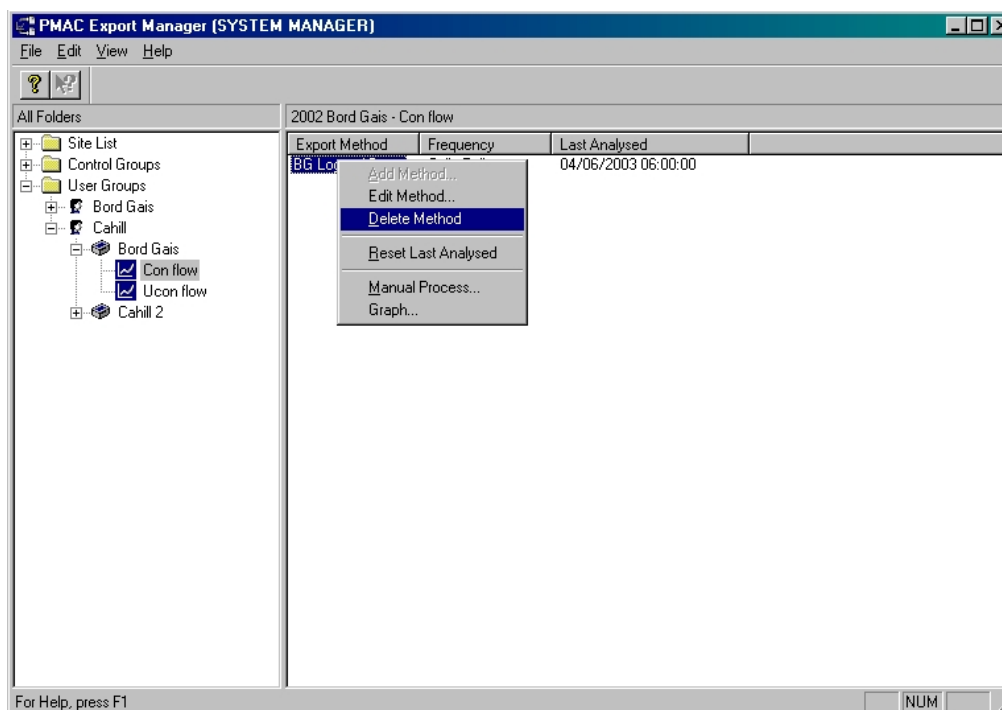 PMAC Export Manager (SYSTEM MANAGER)
File Edit View Help
All Folders
2002 Bord Gais - Con flow
Site List
Control Groups
User Groups
Bord Gais
Cahill
Bord Gais
Con flow
Ucon flow
Cahill 2
Export Method Frequency Last Analysed
BG 04/06/2003 06:00:00
Add Method...
Edit Method...
Delete Method
Reset Last Analysed
Manual Process...
Graph...
For Help, press F1
NUM